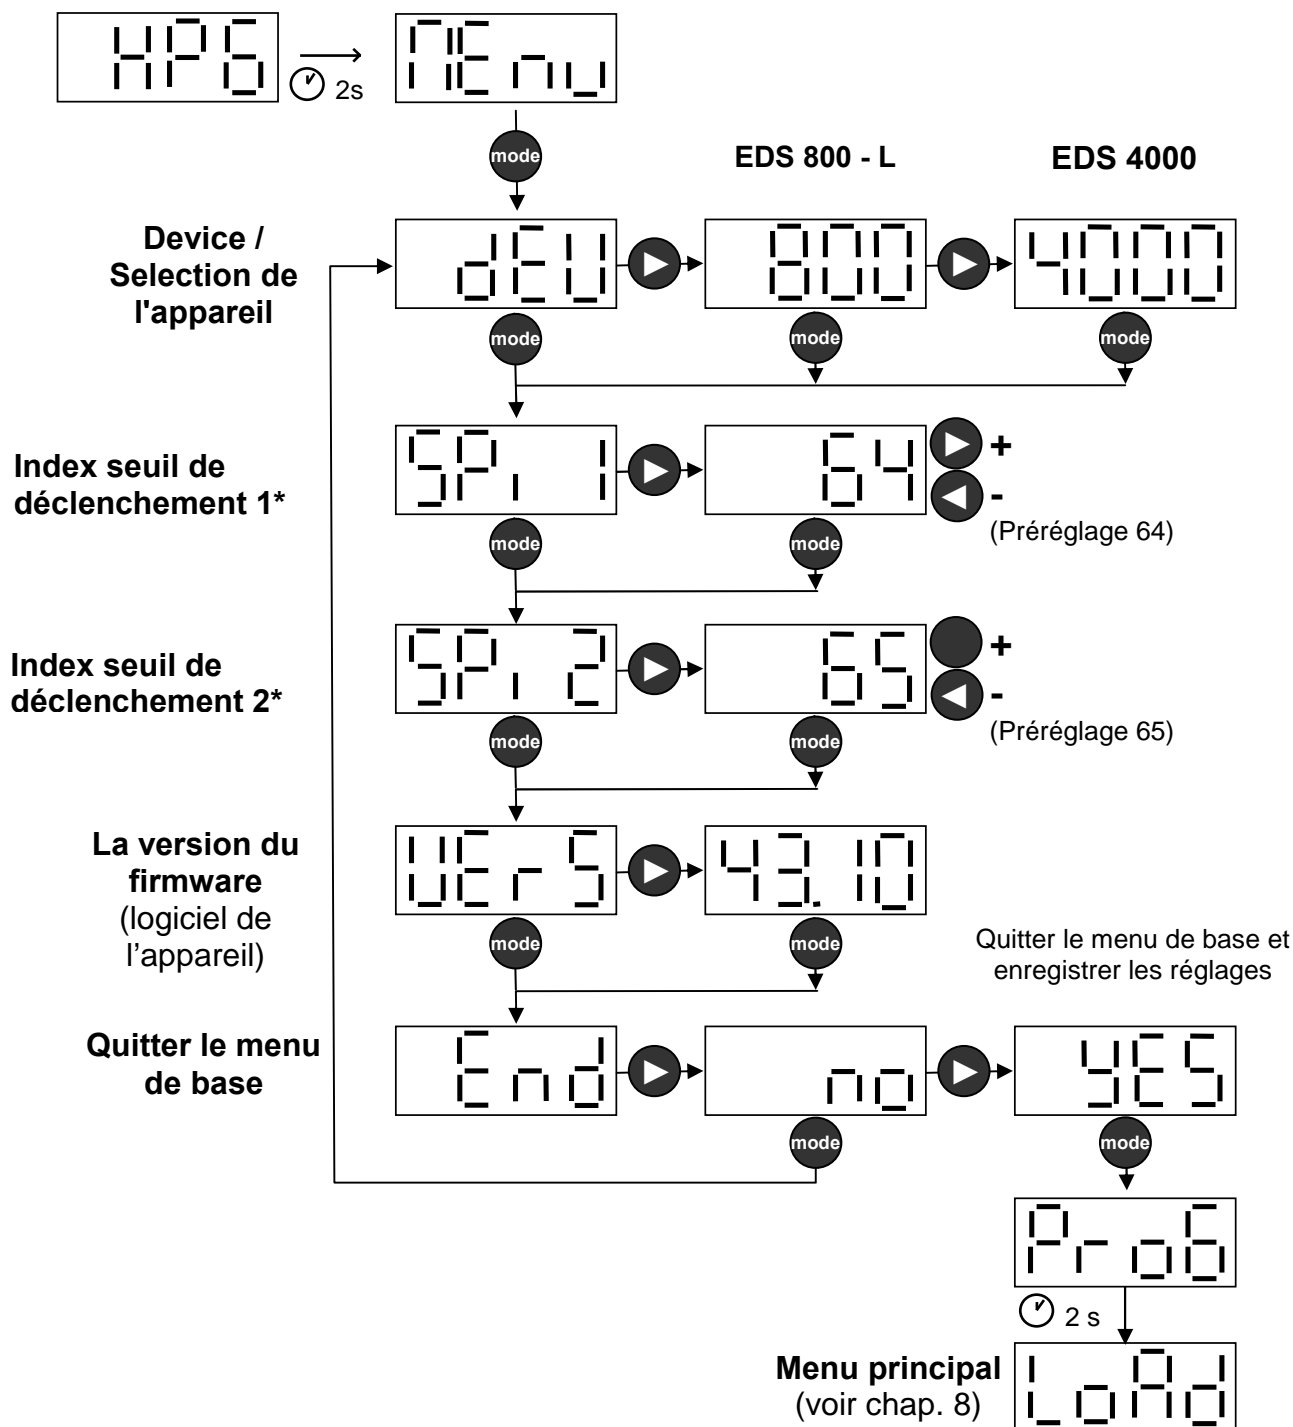 HPG
2s
MEnu
mode
EDS 800 - L
EDS 4000
Device /
Selection de
l'appareil
dEV
800
4000
mode
mode
mode
Index seuil de
déclenchement 1*
SPi 1
64
+
-
(Préréglage 64)
mode
mode
Index seuil de
déclenchement 2*
SPi 2
65
+
-
(Préréglage 65)
mode
mode
La version du
firmware
(logiciel de
l’appareil)
VErS
43.10
mode
mode
Quitter le menu de base et
enregistrer les réglages
Quitter le menu
de base
End
no
yES
mode
mode
ProG
2 s
Menu principal
(voir chap. 8)
LoAd